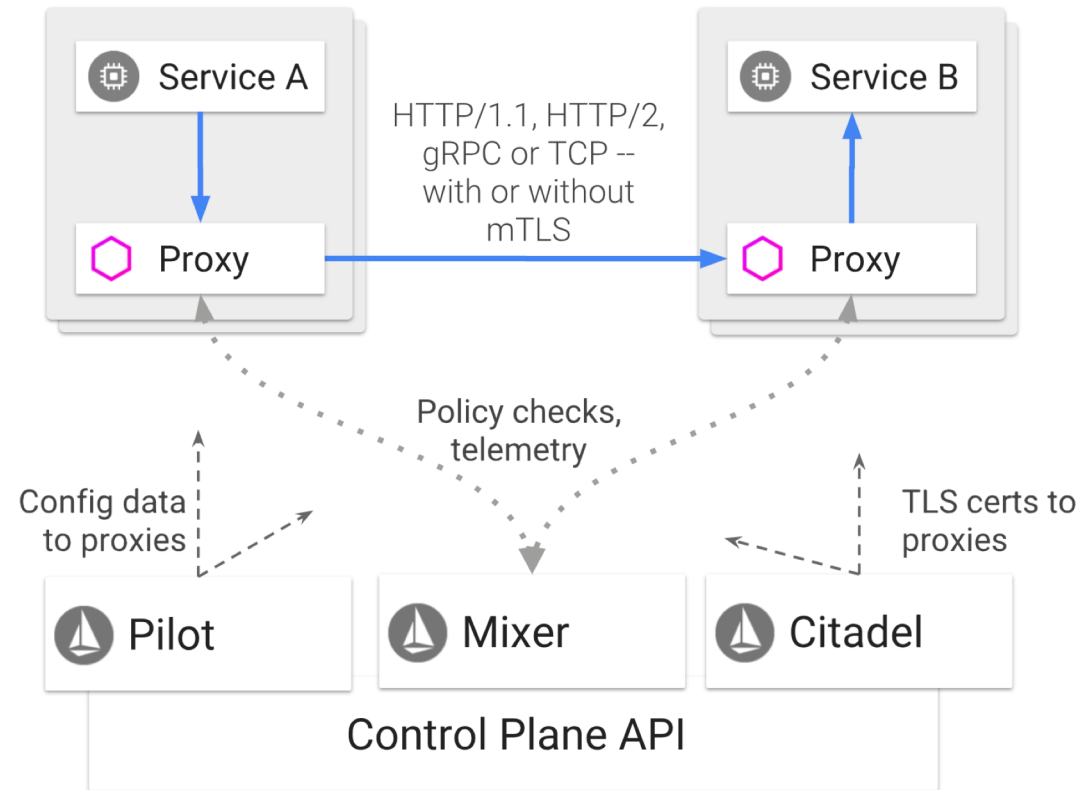 Service A
Service B
HTTP/1.1, HTTP/2,
gRPC or TCP --
with or without
mTLS
Proxy
Proxy
Policy checks,
telemetry
Config data
to proxies
TLS certs to
proxies
Pilot
Mixer
Citadel
Control Plane API